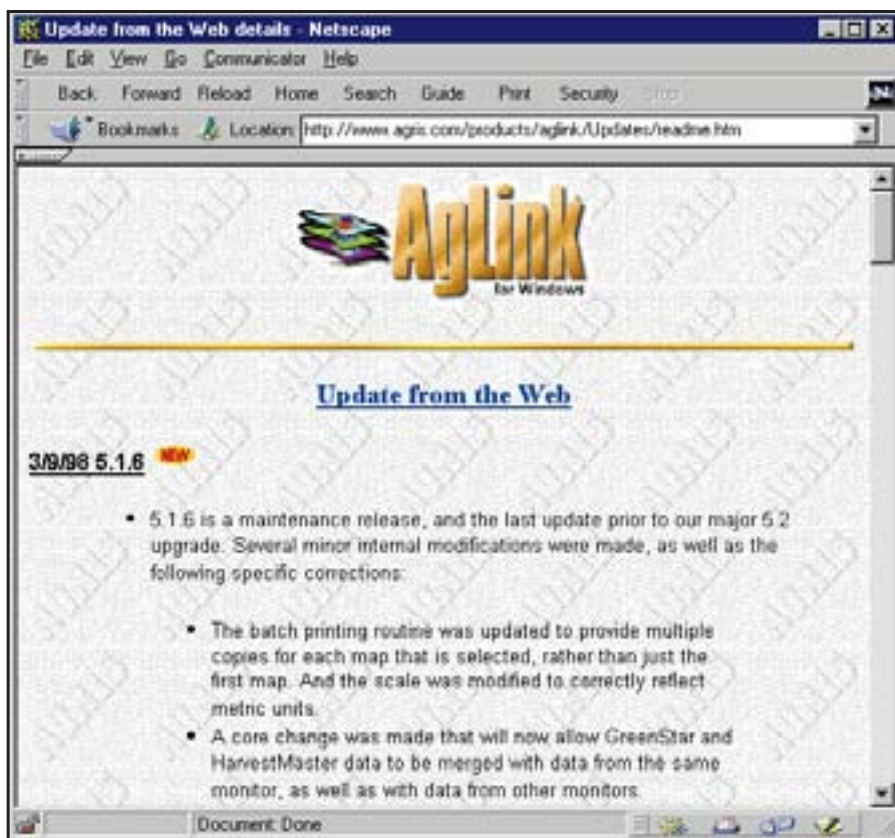 Update from the Web details - Netscape
File Edit View Go Communicator Help
Back Forward Reload Home Search Guide Print Security Stop
Bookmarks Location: http://www.agris.com/products/aglink/Updates/readme.htm
AgLink
for Windows
Update from the Web
3/9/98 5.1.6 NEW
• 5.1.6 is a maintenance release, and the last update prior to our major 5.2
upgrade. Several minor internal modifications were made, as well as the
following specific corrections:
• The batch printing routine was updated to provide multiple
copies for each map that is selected, rather than just the
first map. And the scale was modified to correctly reflect
metric units.
• A core change was made that will now allow GreenStar and
HarvestMaster data to be merged with data from the same
monitor, as well as with data from other monitors.
Document: Done